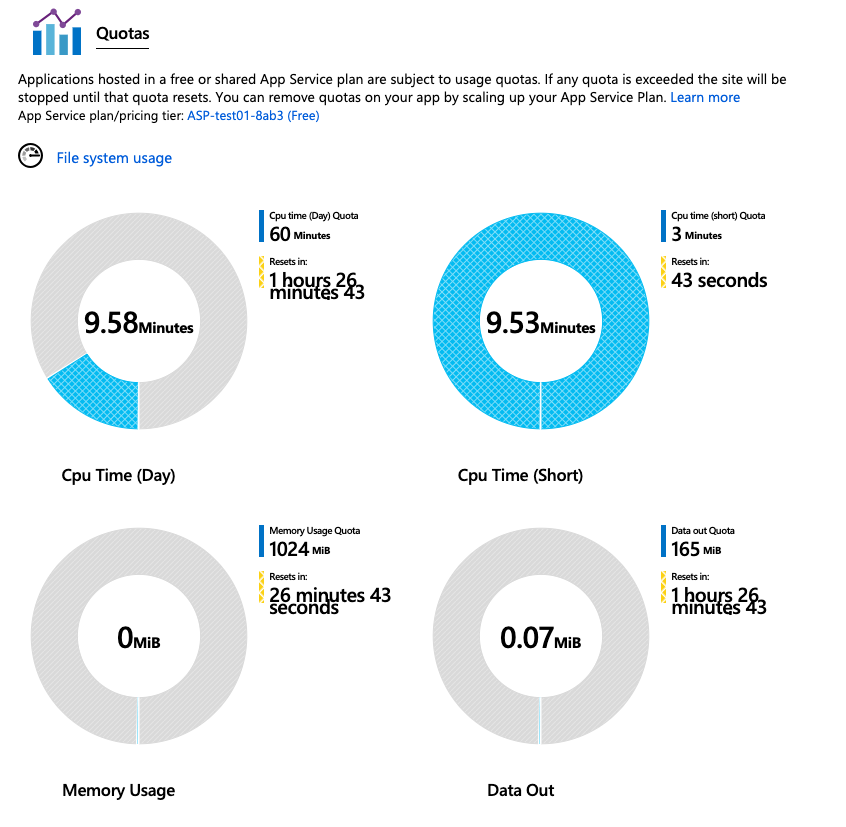 Quotas
Applications hosted in a free or shared App Service plan are subject to usage quotas. If any quota is exceeded the site will be
stopped until that quota resets. You can remove quotas on your app by scaling up your App Service Plan. Learn more
App Service plan/pricing tier: ASP-test01-8ab3 (Free)
File system usage
Cpu time (Day) Quota
60 Minutes
Resets in:
1 hours 26
minutes 43
9.58Minutes
Cpu Time (Day)
Cpu time (short) Quota
3 Minutes
Resets in:
43 seconds
9.53Minutes
Cpu Time (Short)
Memory Usage Quota
1024 MiB
Resets in:
26 minutes 43
seconds
0MiB
Memory Usage
Data out Quota
165 MiB
Resets in:
1 hours 26
minutes 43
0.07MiB
Data Out